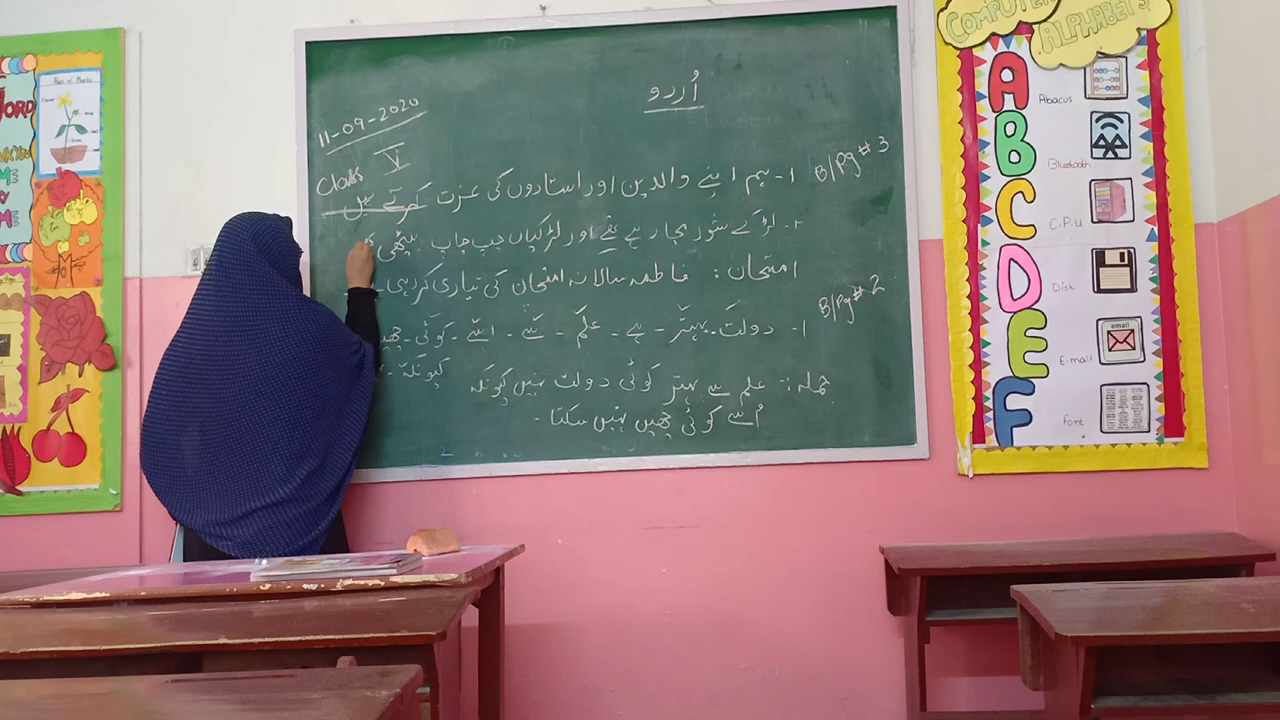 اُردو
11-09-2020
Class V
B/Pg # 3
۱۔ ہم اپنے والدین اور استادوں کی عزت کرتے ہیں
۲۔ لڑکے شور مچا رہے تھے اور لڑکیاں چپ چاپ بیٹھی
امتحان: فاطمہ سالانہ امتحان کی تیاری کر رہی۔
B/Pg # 2
۱۔ دولت۔ بہتر۔ ہے۔ علم۔ سے۔ اسے۔ کوئی۔
کیونکہ
جملہ: علم سے بہتر کوئی دولت نہیں کیونکہ
اُسے کوئی چھین نہیں سکتا۔
COMPUTER
ALPHABETS
A
Abacus
B
Bluetooth
C
C.P.U
D
Disk
E
E-mail
email
F
Font
WORD
ME
ME